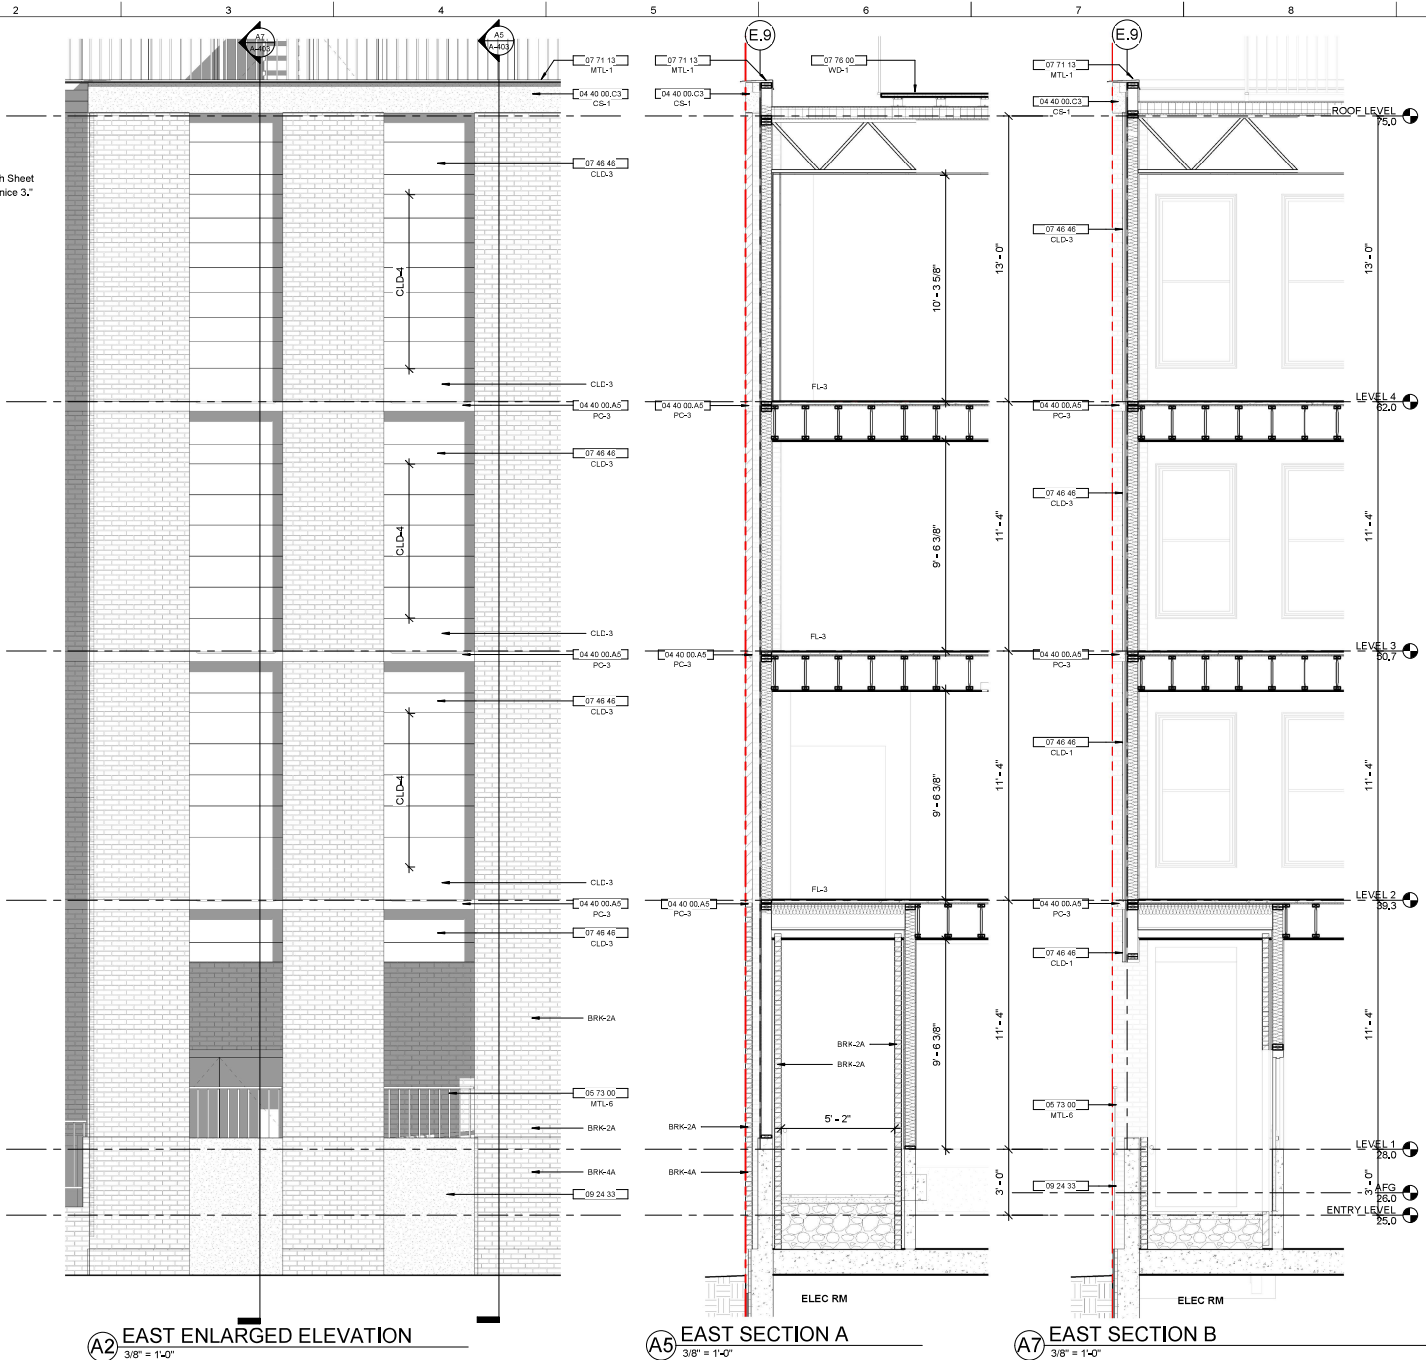 2 3 4 5 6 7 8
A7
A-403
A5
A-403
h Sheet
nice 3."
07 71 13
MTL-1
04 40 00.C3
CS-1
07 46 46
CLD-3
CLD-4
CLD-3
04 40 00.A5
PC-3
07 46 46
CLD-3
CLD-4
CLD-3
04 40 00.A5
PC-3
07 46 46
CLD-3
CLD-4
CLD-3
04 40 00.A5
PC-3
07 46 46
CLD-3
BRK-2A
05 73 00
MTL-6
BRK-2A
BRK-4A
09 24 33
A2
EAST ENLARGED ELEVATION
3/8" = 1'-0"
E.9
07 71 13
MTL-1
07 76 00
WD-1
04 40 00.C3
CS-1
10' - 3 5/8"
13' - 0"
FL-3
04 40 00.A5
PC-3
9' - 6 3/8"
11' - 4"
FL-3
04 40 00.A5
PC-3
9' - 6 3/8"
11' - 4"
FL-3
04 40 00.A5
PC-3
BRK-2A
BRK-2A
9' - 6 3/8"
11' - 4"
5' - 2"
BRK-2A
BRK-4A
3' - 0"
ELEC RM
A5
EAST SECTION A
3/8" = 1'-0"
E.9
07 71 13
MTL-1
04 40 00.C3
CS-1
ROOF LEVEL
75.0
07 46 46
CLD-3
13' - 0"
04 40 00.A5
PC-3
LEVEL 4
62.0
07 46 46
CLD-3
11' - 4"
04 40 00.A5
PC-3
LEVEL 3
50.7
07 46 46
CLD-1
11' - 4"
04 40 00.A5
PC-3
LEVEL 2
39.3
07 46 46
CLD-1
11' - 4"
05 73 00
MTL-6
LEVEL 1
28.0
09 24 33
3' - 0"
AFG
26.0
ENTRY LEVEL
25.0
ELEC RM
A7
EAST SECTION B
3/8" = 1'-0"